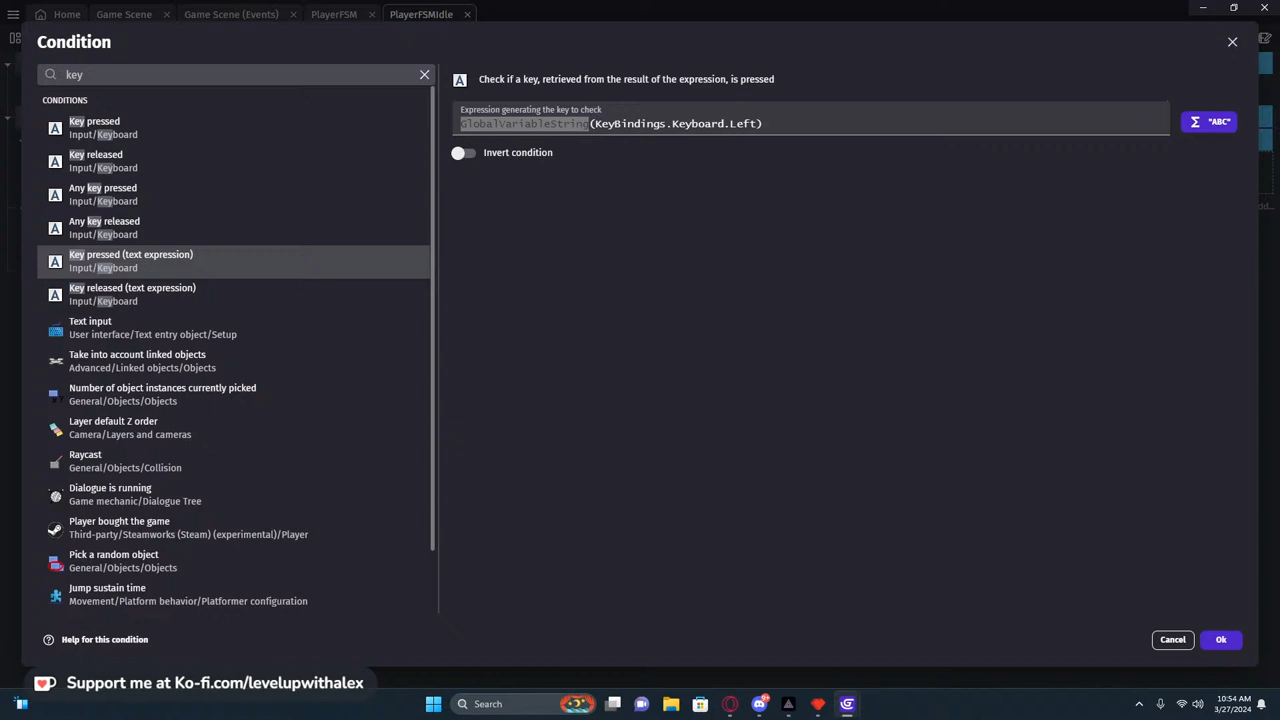 Home
Game Scene
Game Scene (Events)
PlayerFSM
PlayerFSMIdle
Condition
key
CONDITIONS
Key pressed
Input/Keyboard
Key released
Input/Keyboard
Any key pressed
Input/Keyboard
Any key released
Input/Keyboard
Key pressed (text expression)
Input/Keyboard
Key released (text expression)
Input/Keyboard
Text input
User interface/Text entry object/Setup
Take into account linked objects
Advanced/Linked objects/Objects
Number of object instances currently picked
General/Objects/Objects
Layer default Z order
Camera/Layers and cameras
Raycast
General/Objects/Collision
Dialogue is running
Game mechanic/Dialogue Tree
Player bought the game
Third-party/Steamworks (Steam) (experimental)/Player
Pick a random object
General/Objects/Objects
Jump sustain time
Movement/Platform behavior/Platformer configuration
Help for this condition
Check if a key, retrieved from the result of the expression, is pressed
Expression generating the key to check
GlobalVariableString(KeyBindings.Keyboard.Left)
Σ "ABC"
Invert condition
Cancel
Ok
Support me at Ko-fi.com/levelupwithalex
Search
10:54 AM
3/27/2024